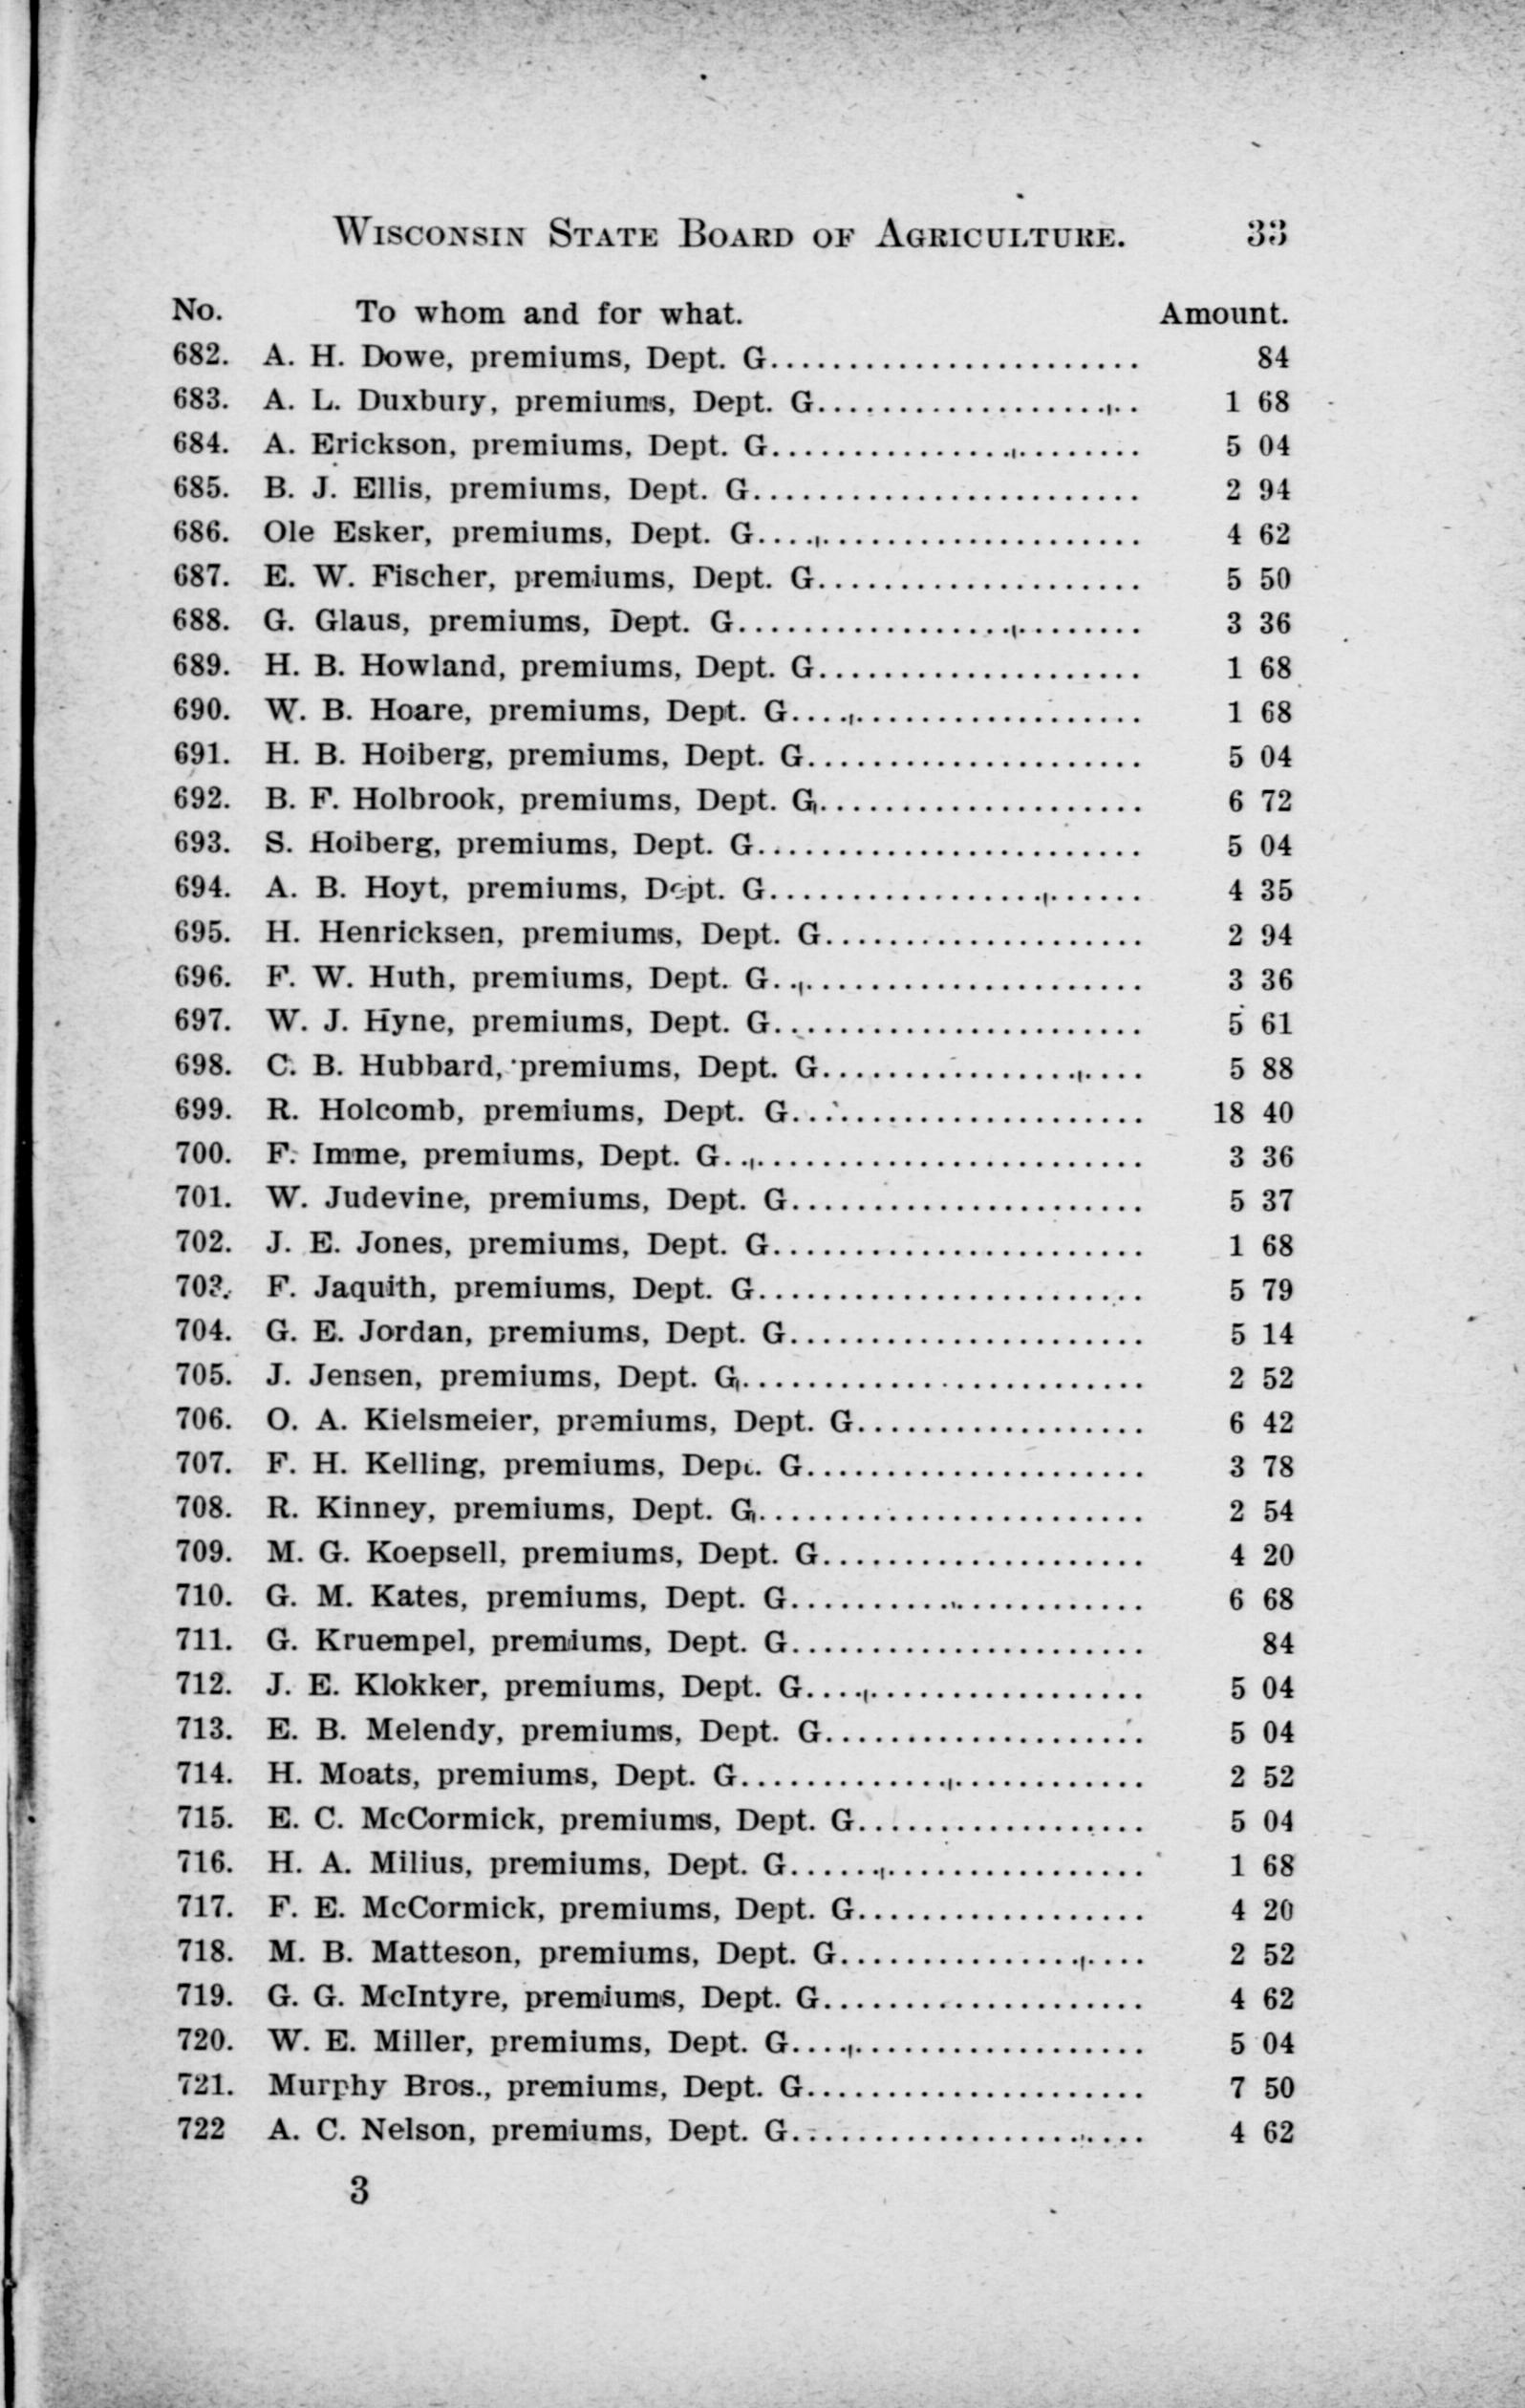 WISCONSIN STATE BOARD OF AGRICULTURE. 33
No. To whom and for what. Amount.
682. A. H. Dowe, premiums, Dept. G........................ 84
683. A. L. Duxbury, premiums, Dept. G.................... 1 68
684. A. Erickson, premiums, Dept. G....................... 5 04
685. B. J. Ellis, premiums, Dept. G........................ 2 94
686. Ole Esker, premiums, Dept. G........................ 4 62
687. E. W. Fischer, premiums, Dept. G.................... 5 50
688. G. Glaus, premiums, Dept. G......................... 3 36
689. H. B. Howland, premiums, Dept. G.................... 1 68
690. W. B. Hoare, premiums, Dept. G...................... 1 68
691. H. B. Hoiberg, premiums, Dept. G..................... 5 04
692. B. F. Holbrook, premiums, Dept. G.................... 6 72
693. S. Hoiberg, premiums, Dept. G........................ 5 04
694. A. B. Hoyt, premiums, Dept. G....................... 4 35
695. H. Henricksen, premiums, Dept. G.................... 2 94
696. F. W. Huth, premiums, Dept. G....................... 3 36
697. W. J. Hyne, premiums, Dept. G....................... 5 61
698. C. B. Hubbard, premiums, Dept. G.................... 5 88
699. R. Holcomb, premiums, Dept. G...................... 18 40
700. F. Imme, premiums, Dept. G.......................... 3 36
701. W. Judevine, premiums, Dept. G...................... 5 37
702. J. E. Jones, premiums, Dept. G....................... 1 68
703. F. Jaquith, premiums, Dept. G........................ 5 79
704. G. E. Jordan, premiums, Dept. G...................... 5 14
705. J. Jensen, premiums, Dept. G......................... 2 52
706. O. A. Kielsmeier, premiums, Dept. G.................. 6 42
707. F. H. Kelling, premiums, Dept. G..................... 3 78
708. R. Kinney, premiums, Dept. G........................ 2 54
709. M. G. Koepsell, premiums, Dept. G.................... 4 20
710. G. M. Kates, premiums, Dept. G...................... 6 68
711. G. Kruempel, premiums, Dept. G...................... 84
712. J. E. Klokker, premiums, Dept. G..................... 5 04
713. E. B. Melendy, premiums, Dept. G.................... 5 04
714. H. Moats, premiums, Dept. G......................... 2 52
715. E. C. McCormick, premiums, Dept. G.................. 5 04
716. H. A. Milius, premiums, Dept. G...................... 1 68
717. F. E. McCormick, premiums, Dept. G.................. 4 20
718. M. B. Matteson, premiums, Dept. G................... 2 52
719. G. G. McIntyre, premiums, Dept. G.................... 4 62
720. W. E. Miller, premiums, Dept. G...................... 5 04
721. Murphy Bros., premiums, Dept. G..................... 7 50
722 A. C. Nelson, premiums, Dept. G...................... 4 62
3